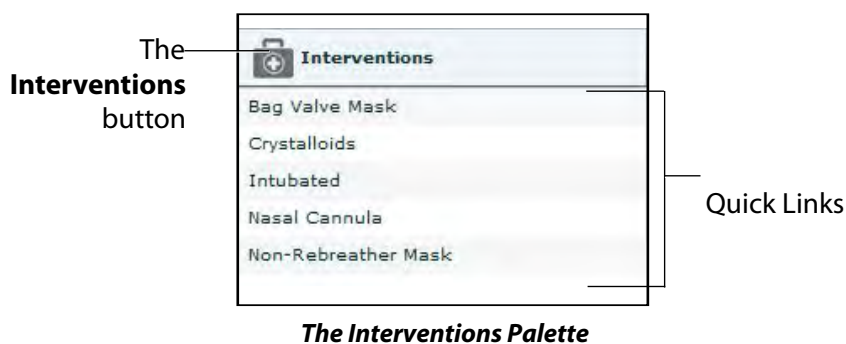 The
Interventions
button
Interventions
Bag Valve Mask
Crystalloids
Intubated
Nasal Cannula
Non-Rebreather Mask
Quick Links
The Interventions Palette